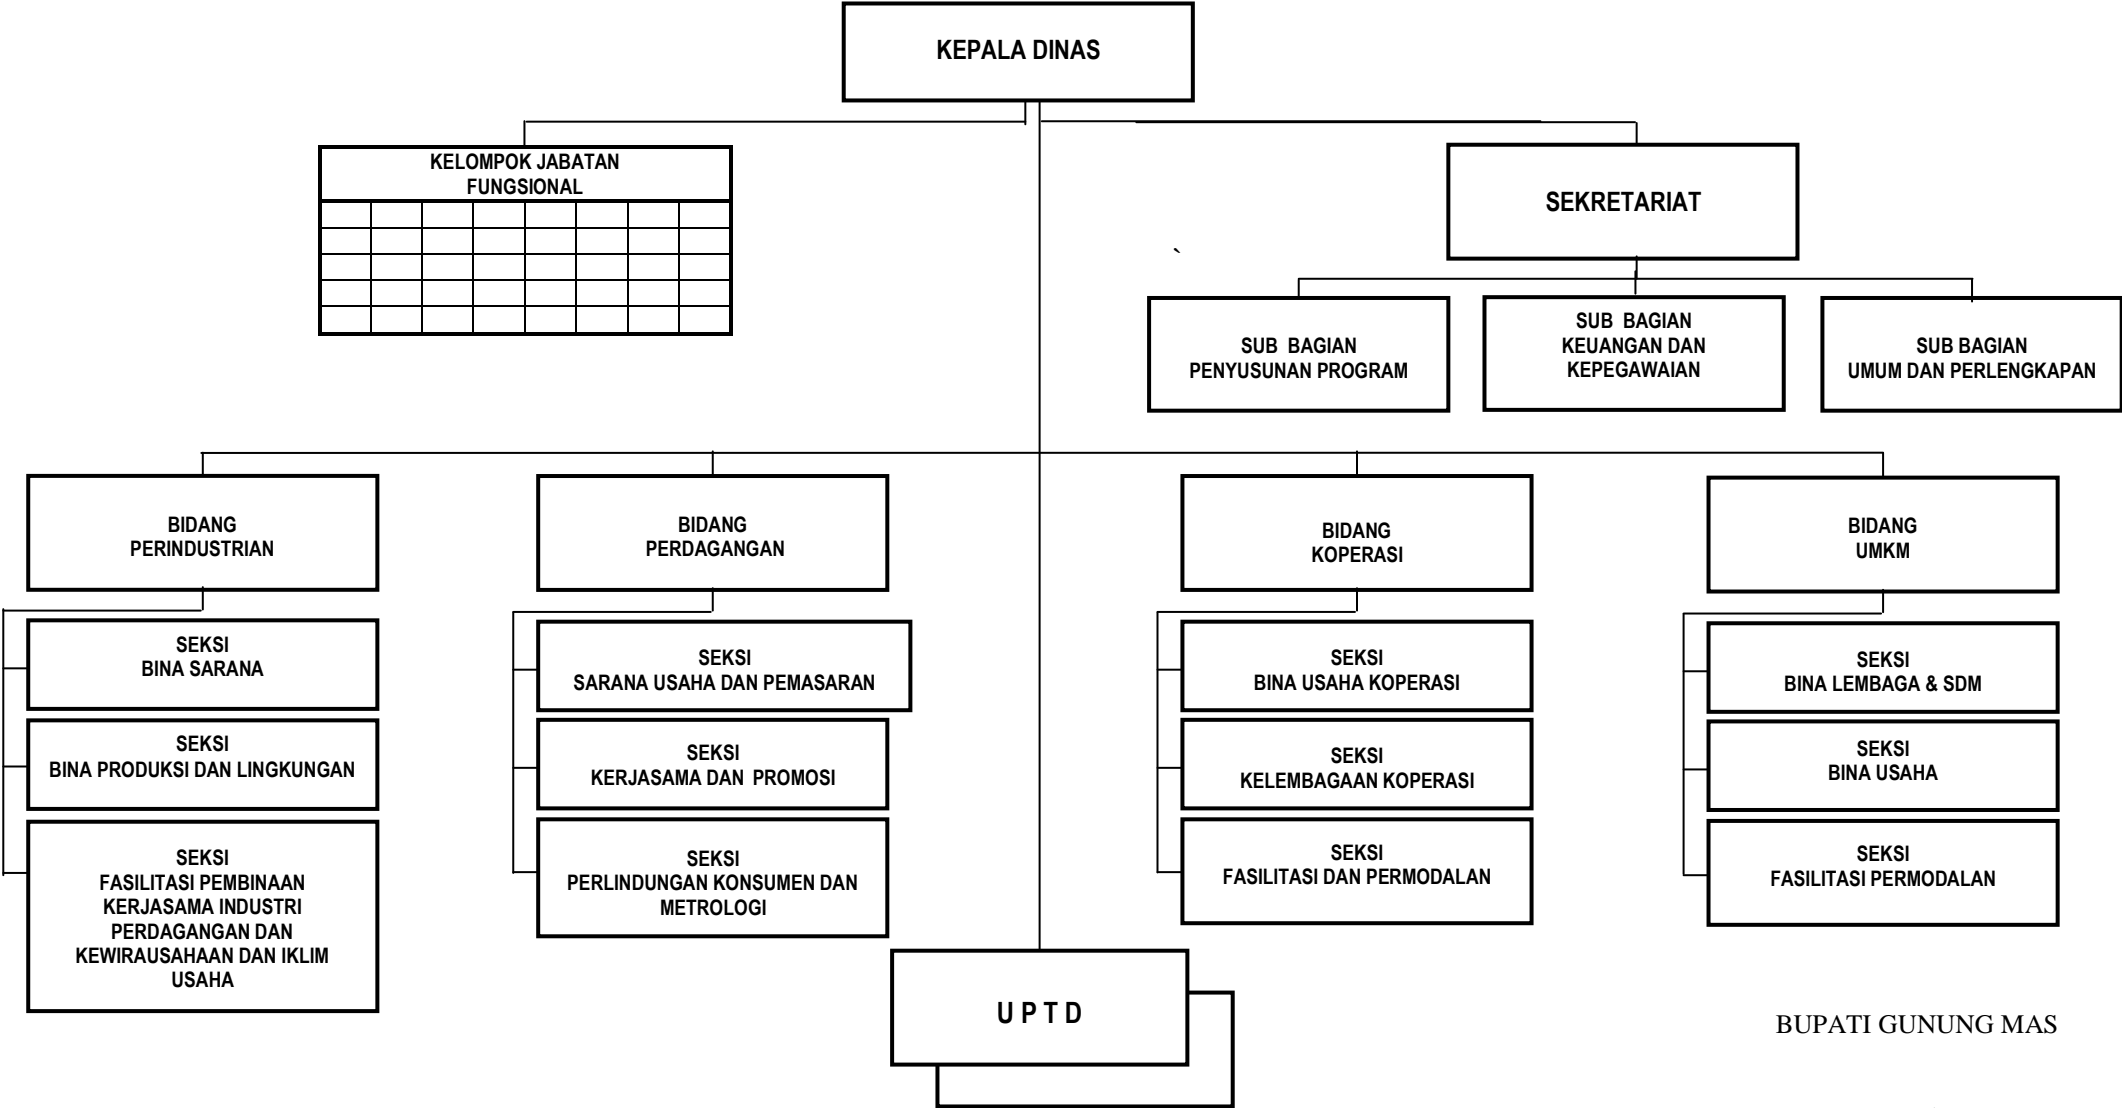 KEPALA DINAS
KELOMPOK JABATAN
FUNGSIONAL
SEKRETARIAT
`
SUB BAGIAN
PENYUSUNAN PROGRAM
SUB BAGIAN
KEUANGAN DAN
KEPEGAWAIAN
SUB BAGIAN
UMUM DAN PERLENGKAPAN
BIDANG
PERINDUSTRIAN
BIDANG
PERDAGANGAN
BIDANG
KOPERASI
BIDANG
UMKM
SEKSI
BINA SARANA
SEKSI
BINA PRODUKSI DAN LINGKUNGAN
SEKSI
FASILITASI PEMBINAAN
KERJASAMA INDUSTRI
PERDAGANGAN DAN
KEWIRAUSAHAAN DAN IKLIM
USAHA
SEKSI
SARANA USAHA DAN PEMASARAN
SEKSI
KERJASAMA DAN PROMOSI
SEKSI
PERLINDUNGAN KONSUMEN DAN
METROLOGI
SEKSI
BINA USAHA KOPERASI
SEKSI
KELEMBAGAAN KOPERASI
SEKSI
FASILITASI DAN PERMODALAN
SEKSI
BINA LEMBAGA & SDM
SEKSI
BINA USAHA
SEKSI
FASILITASI PERMODALAN
U P T D
BUPATI GUNUNG MAS